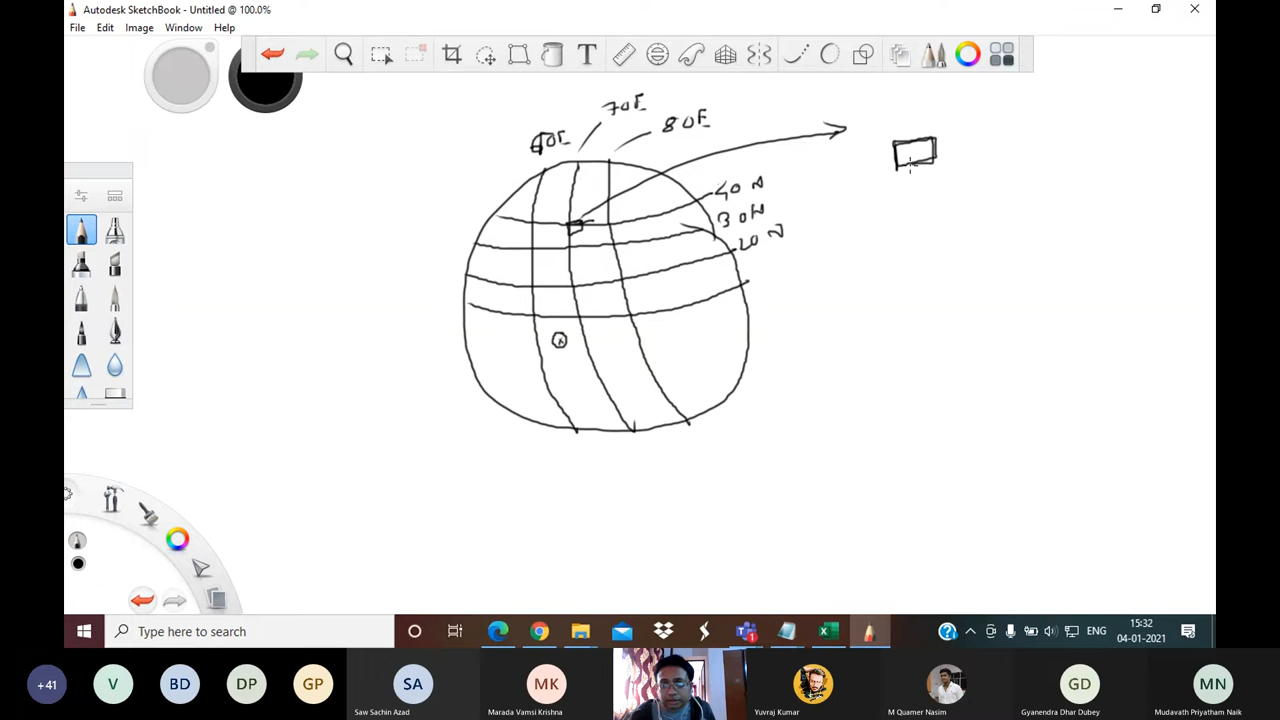 Autodesk SketchBook - Untitled @ 100.0%
File Edit Image Window Help
70E
80E
40 N
30N
20 N
Type here to search
1
ENG
15:32
04-01-2021
+41
V
BD
DP
GP
SA
Saw Sachin Azad
MK
Marada Vamsi Krishna
Yuvraj Kumar
M Quamer Nasim
GD
Gyanendra Dhar Dubey
MN
Mudavath Priyatham Naik